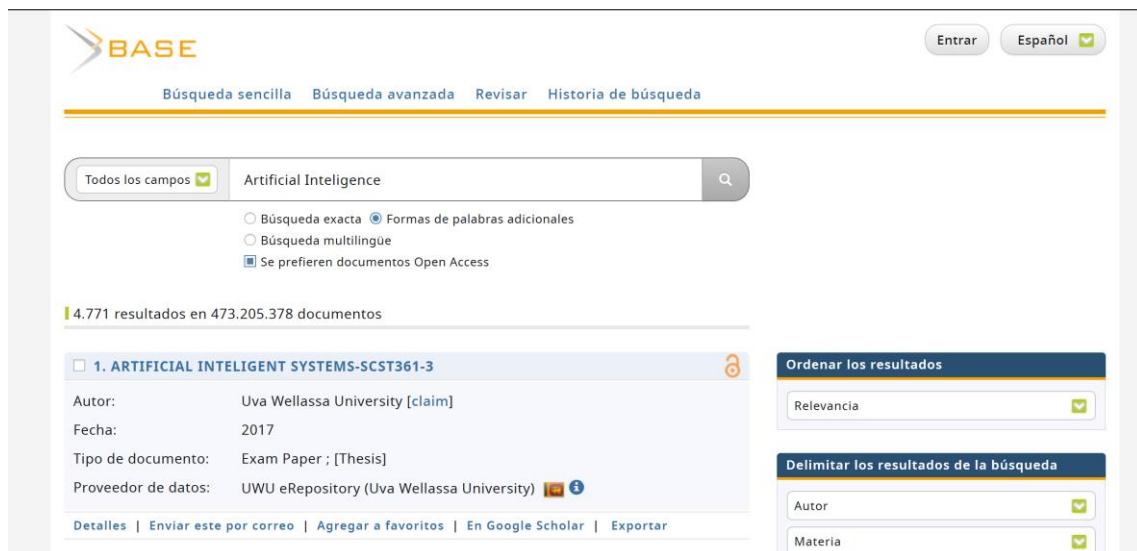 BASE
Entrar
Español
Búsqueda sencilla Búsqueda avanzada Revisar Historia de búsqueda
Todos los campos Artificial Inteligence
Búsqueda exacta Formas de palabras adicionales
Búsqueda multilingüe
Se prefieren documentos Open Access
4.771 resultados en 473.205.378 documentos
1. ARTIFICIAL INTELIGENT SYSTEMS-SCST361-3
Autor: Uva Wellassa University [claim]
Fecha: 2017
Tipo de documento: Exam Paper ; [Thesis]
Proveedor de datos: UWU eRepository (Uva Wellassa University)
Detalles | Enviar este por correo | Agregar a favoritos | En Google Scholar | Exportar
Ordenar los resultados
Relevancia
Delimitar los resultados de la búsqueda
Autor
Materia